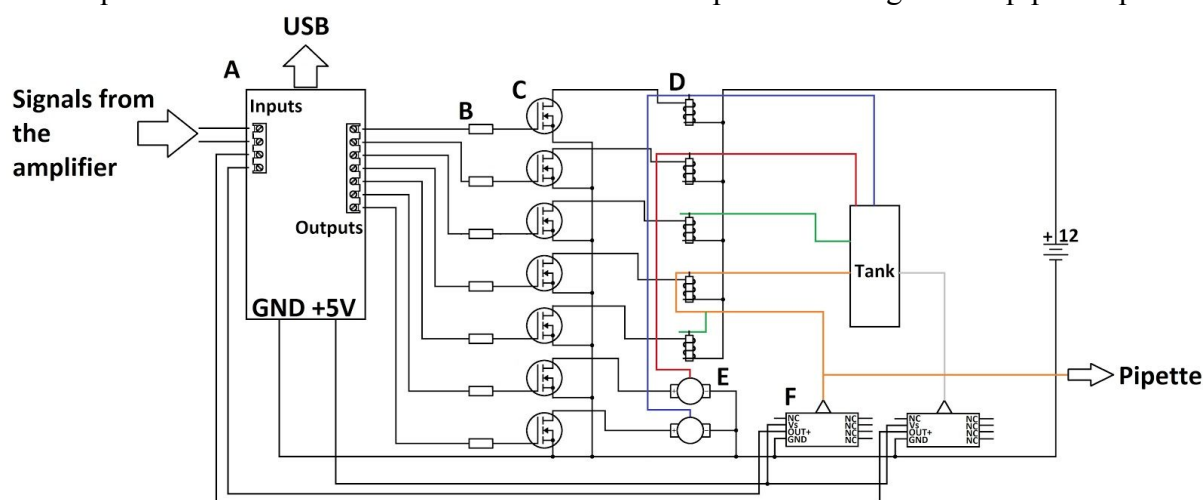 USB
A
Signals from
the
amplifier
Inputs
B
C
D
Outputs
+ 12
Tank
GND +5V
E
F
Pipette
NC
Vs
OUT+
GND
NC
NC
NC
NC
NC
Vs
OUT+
GND
NC
NC
NC
NC